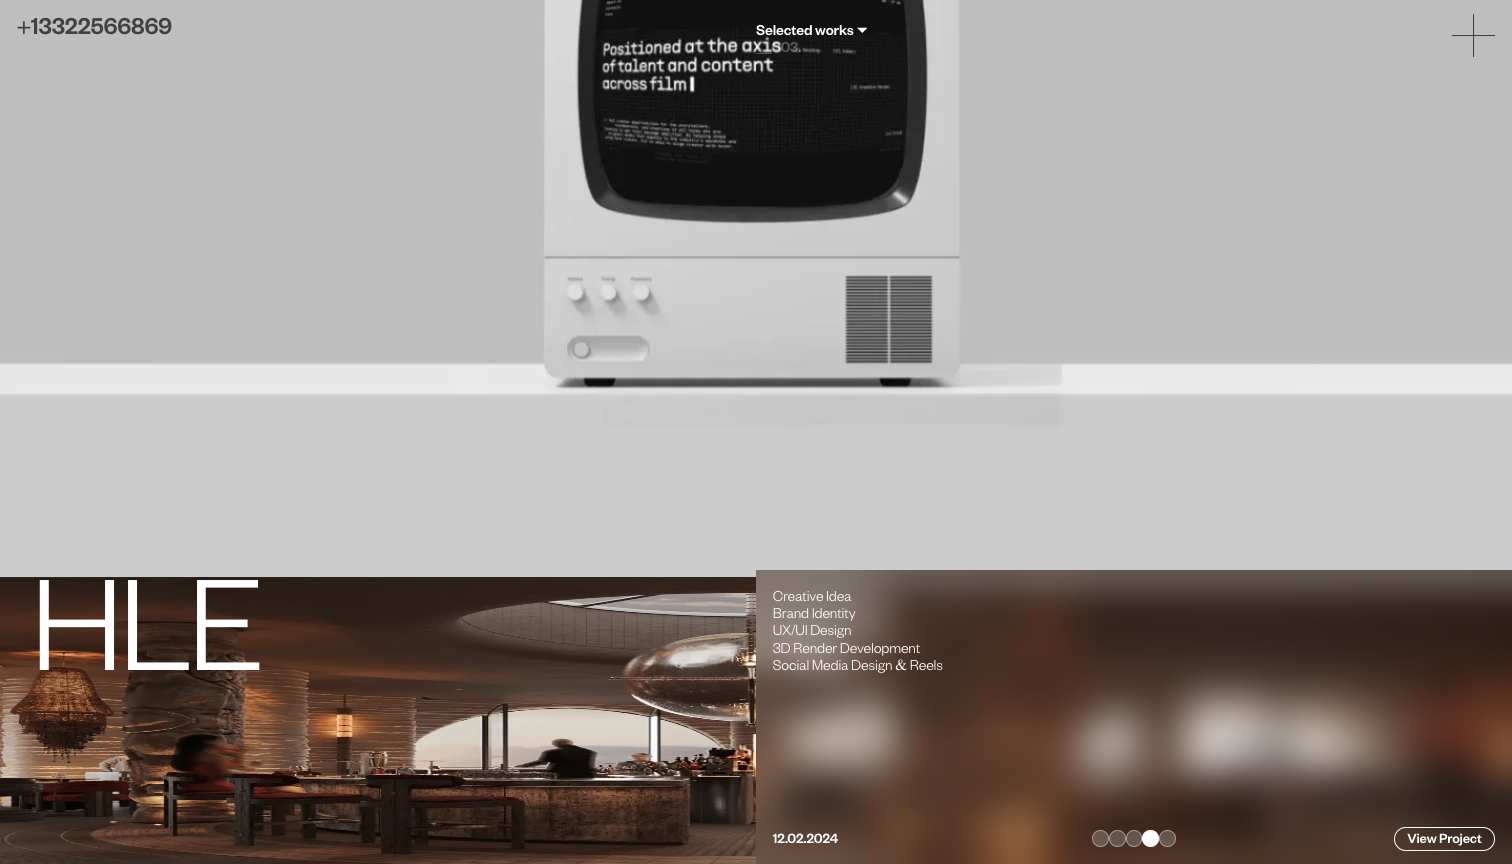 +13322566869
Selected works
03
Positioned at the axis
of talent and content
across film
HLE
Creative Idea
Brand Identity
UX/UI Design
3D Render Development
Social Media Design & Reels
12.02.2024
View Project